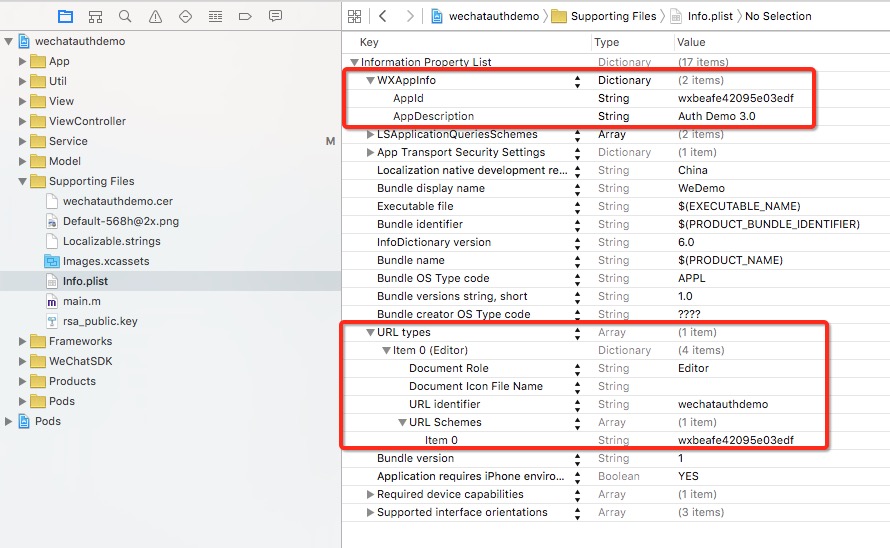 wechatauthdemo
App
Util
View
ViewController
Service M
Model
Supporting Files
wechatauthdemo.cer
Default-568h@2x.png
Localizable.strings
Images.xcassets
Info.plist
main.m
rsa_public.key
Frameworks
WeChatSDK
Products
Pods
Pods
wechatauthdemo Supporting Files Info.plist No Selection
Key Type Value
Information Property List Dictionary (17 items)
WXAppInfo Dictionary (2 items)
AppId String wxbeafe42095e03edf
AppDescription String Auth Demo 3.0
LSApplicationQueriesSchemes Array (2 items)
App Transport Security Settings Dictionary (1 item)
Localization native development re... String China
Bundle display name String WeDemo
Executable file String $(EXECUTABLE_NAME)
Bundle identifier String $(PRODUCT_BUNDLE_IDENTIFIER)
InfoDictionary version String 6.0
Bundle name String $(PRODUCT_NAME)
Bundle OS Type code String APPL
Bundle versions string, short String 1.0
Bundle creator OS Type code String ????
URL types Array (1 item)
Item 0 (Editor) Dictionary (4 items)
Document Role String Editor
Document Icon File Name String
URL identifier String wechatauthdemo
URL Schemes Array (1 item)
Item 0 String wxbeafe42095e03edf
Bundle version String 1
Application requires iPhone enviro... Boolean YES
Required device capabilities Array (1 item)
Supported interface orientations Array (3 items)